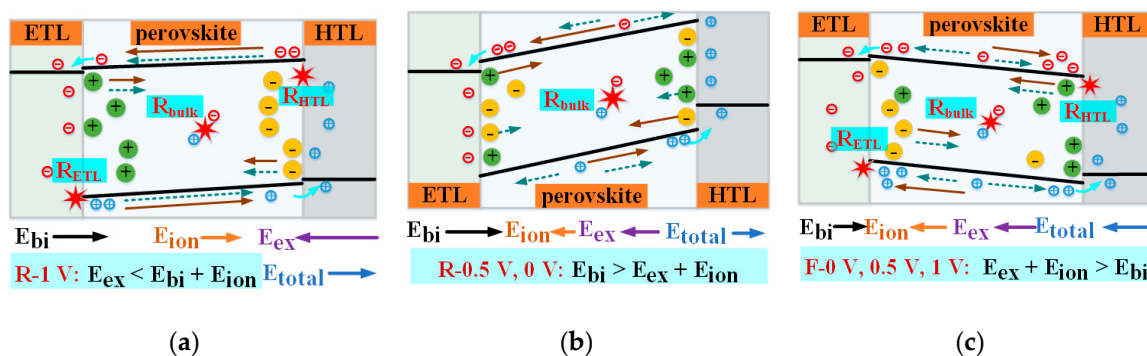 ETL perovskite HTL
R_HTL
R_bulk
R_ETL
E_bi E_ion E_ex
R-1 V: E_ex < E_bi + E_ion E_total
(a)
R_bulk
ETL perovskite HTL
E_bi E_ion E_ex E_total
R-0.5 V, 0 V: E_bi > E_ex + E_ion
(b)
ETL perovskite HTL
R_bulk R_HTL
R_ETL
E_bi E_ion E_ex E_total
F-0 V, 0.5 V, 1 V: E_ex + E_ion > E_bi
(c)